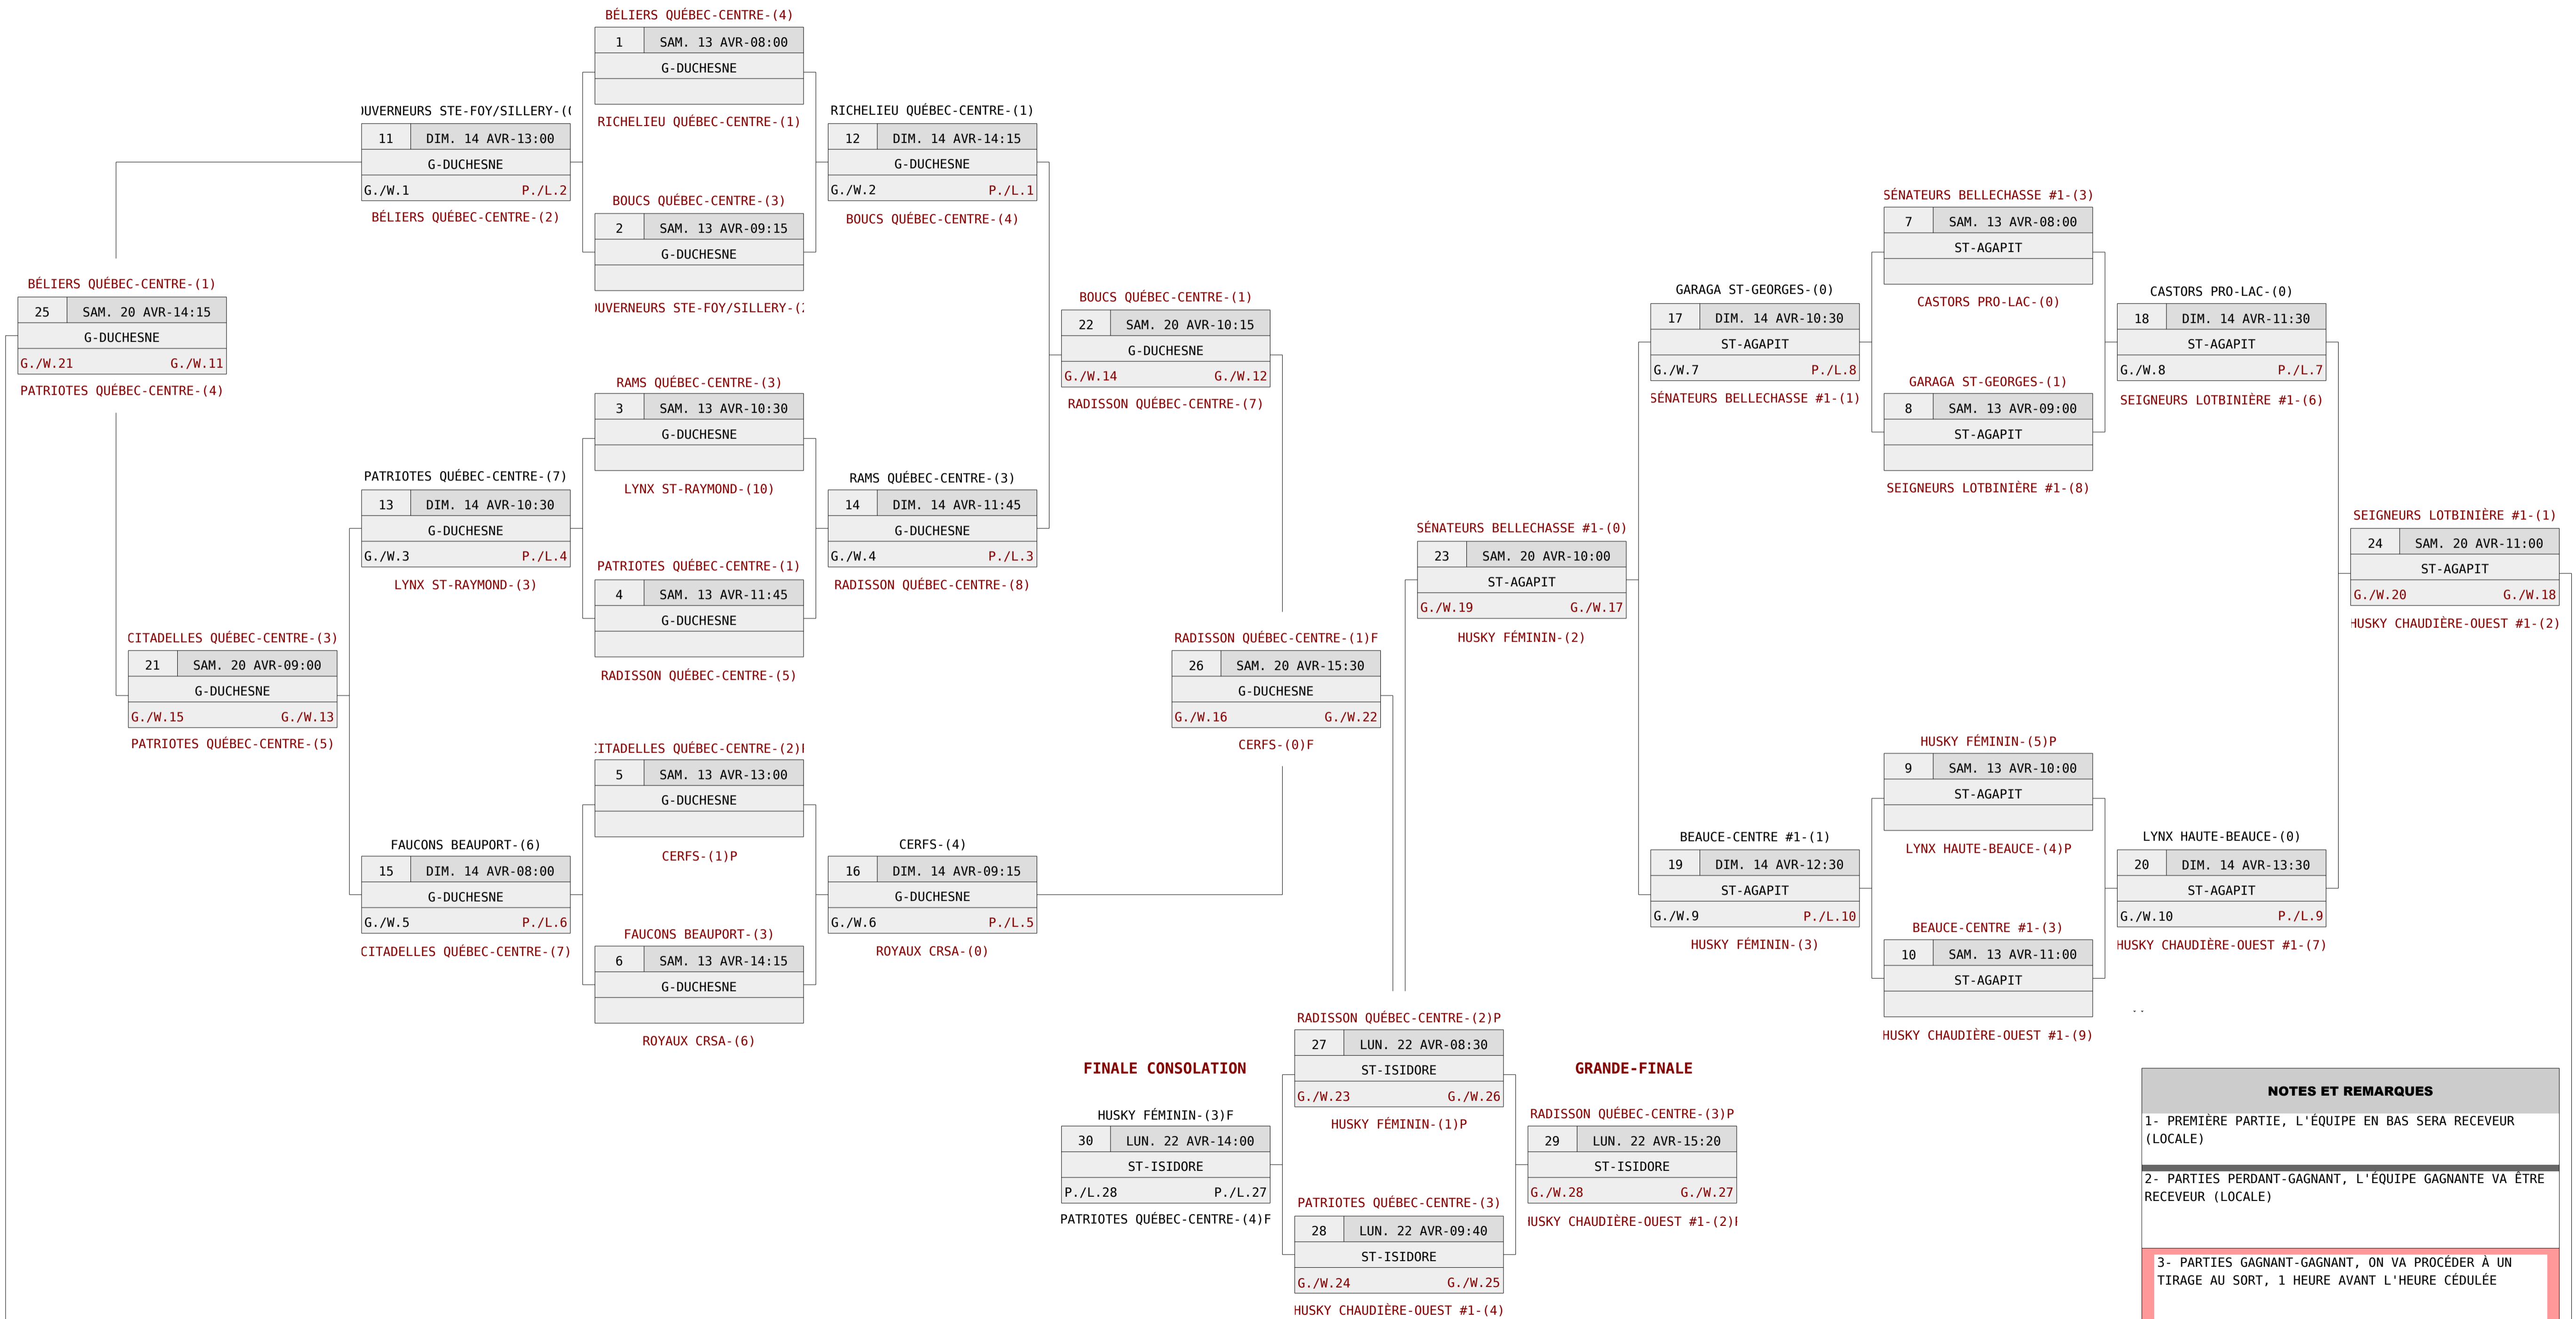 BÉLIERS QUÉBEC-CENTRE-(4)
1 SAM. 13 AVR-08:00
G-DUCHESNE
RICHELIEU QUÉBEC-CENTRE-(1)
BOUCS QUÉBEC-CENTRE-(3)
2 SAM. 13 AVR-09:15
G-DUCHESNE
OUVERNEURS STE-FOY/SILLERY-(2
OUVERNEURS STE-FOY/SILLERY-(0
11 DIM. 14 AVR-13:00
G-DUCHESNE
G./W.1 P./L.2
BÉLIERS QUÉBEC-CENTRE-(2)
RICHELIEU QUÉBEC-CENTRE-(1)
12 DIM. 14 AVR-14:15
G-DUCHESNE
G./W.2 P./L.1
BOUCS QUÉBEC-CENTRE-(4)
BÉLIERS QUÉBEC-CENTRE-(1)
25 SAM. 20 AVR-14:15
G-DUCHESNE
G./W.21 G./W.11
PATRIOTES QUÉBEC-CENTRE-(4)
RAMS QUÉBEC-CENTRE-(3)
3 SAM. 13 AVR-10:30
G-DUCHESNE
LYNX ST-RAYMOND-(10)
PATRIOTES QUÉBEC-CENTRE-(1)
4 SAM. 13 AVR-11:45
G-DUCHESNE
RADISSON QUÉBEC-CENTRE-(5)
PATRIOTES QUÉBEC-CENTRE-(7)
13 DIM. 14 AVR-10:30
G-DUCHESNE
G./W.3 P./L.4
LYNX ST-RAYMOND-(3)
RAMS QUÉBEC-CENTRE-(3)
14 DIM. 14 AVR-11:45
G-DUCHESNE
G./W.4 P./L.3
RADISSON QUÉBEC-CENTRE-(8)
BOUCS QUÉBEC-CENTRE-(1)
22 SAM. 20 AVR-10:15
G-DUCHESNE
G./W.14 G./W.12
RADISSON QUÉBEC-CENTRE-(7)
CITADELLES QUÉBEC-CENTRE-(3)
21 SAM. 20 AVR-09:00
G-DUCHESNE
G./W.15 G./W.13
PATRIOTES QUÉBEC-CENTRE-(5)
CITADELLES QUÉBEC-CENTRE-(2)
5 SAM. 13 AVR-13:00
G-DUCHESNE
CERFS-(1)P
FAUCONS BEAUPORT-(3)
6 SAM. 13 AVR-14:15
G-DUCHESNE
ROYAUX CRSA-(6)
FAUCONS BEAUPORT-(6)
15 DIM. 14 AVR-08:00
G-DUCHESNE
G./W.5 P./L.6
CITADELLES QUÉBEC-CENTRE-(7)
CERFS-(4)
16 DIM. 14 AVR-09:15
G-DUCHESNE
G./W.6 P./L.5
ROYAUX CRSA-(0)
RADISSON QUÉBEC-CENTRE-(1)F
26 SAM. 20 AVR-15:30
G-DUCHESNE
G./W.16 G./W.22
CERFS-(0)F
SÉNATEURS BELLECHASSE #1-(3)
7 SAM. 13 AVR-08:00
ST-AGAPIT
CASTORS PRO-LAC-(0)
GARAGA ST-GEORGES-(1)
8 SAM. 13 AVR-09:00
ST-AGAPIT
SEIGNEURS LOTBINIÈRE #1-(8)
GARAGA ST-GEORGES-(0)
17 DIM. 14 AVR-10:30
ST-AGAPIT
G./W.7 P./L.8
SÉNATEURS BELLECHASSE #1-(1)
CASTORS PRO-LAC-(0)
18 DIM. 14 AVR-11:30
ST-AGAPIT
G./W.8 P./L.7
SEIGNEURS LOTBINIÈRE #1-(6)
SÉNATEURS BELLECHASSE #1-(0)
23 SAM. 20 AVR-10:00
ST-AGAPIT
G./W.19 G./W.17
HUSKY FÉMININ-(2)
SEIGNEURS LOTBINIÈRE #1-(1)
24 SAM. 20 AVR-11:00
ST-AGAPIT
G./W.20 G./W.18
HUSKY CHAUDIÈRE-OUEST #1-(2)
HUSKY FÉMININ-(5)P
9 SAM. 13 AVR-10:00
ST-AGAPIT
LYNX HAUTE-BEAUCE-(4)P
BEAUCE-CENTRE #1-(3)
10 SAM. 13 AVR-11:00
ST-AGAPIT
HUSKY CHAUDIÈRE-OUEST #1-(9)
BEAUCE-CENTRE #1-(1)
19 DIM. 14 AVR-12:30
ST-AGAPIT
G./W.9 P./L.10
HUSKY FÉMININ-(3)
LYNX HAUTE-BEAUCE-(0)
20 DIM. 14 AVR-13:30
ST-AGAPIT
G./W.10 P./L.9
HUSKY CHAUDIÈRE-OUEST #1-(7)
--
RADISSON QUÉBEC-CENTRE-(2)P
27 LUN. 22 AVR-08:30
ST-ISIDORE
G./W.23 G./W.26
HUSKY FÉMININ-(1)P
FINALE CONSOLATION
HUSKY FÉMININ-(3)F
30 LUN. 22 AVR-14:00
ST-ISIDORE
P./L.28 P./L.27
PATRIOTES QUÉBEC-CENTRE-(4)F
GRANDE-FINALE
RADISSON QUÉBEC-CENTRE-(3)P
29 LUN. 22 AVR-15:20
ST-ISIDORE
G./W.28 G./W.27
HUSKY CHAUDIÈRE-OUEST #1-(2)
PATRIOTES QUÉBEC-CENTRE-(3)
28 LUN. 22 AVR-09:40
ST-ISIDORE
G./W.24 G./W.25
HUSKY CHAUDIÈRE-OUEST #1-(4)
NOTES ET REMARQUES
1- PREMIÈRE PARTIE, L'ÉQUIPE EN BAS SERA RECEVEUR
(LOCALE)
2- PARTIES PERDANT-GAGNANT, L'ÉQUIPE GAGNANTE VA ÊTRE
RECEVEUR (LOCALE)
3- PARTIES GAGNANT-GAGNANT, ON VA PROCÉDER À UN
TIRAGE AU SORT, 1 HEURE AVANT L'HEURE CÉDULÉE